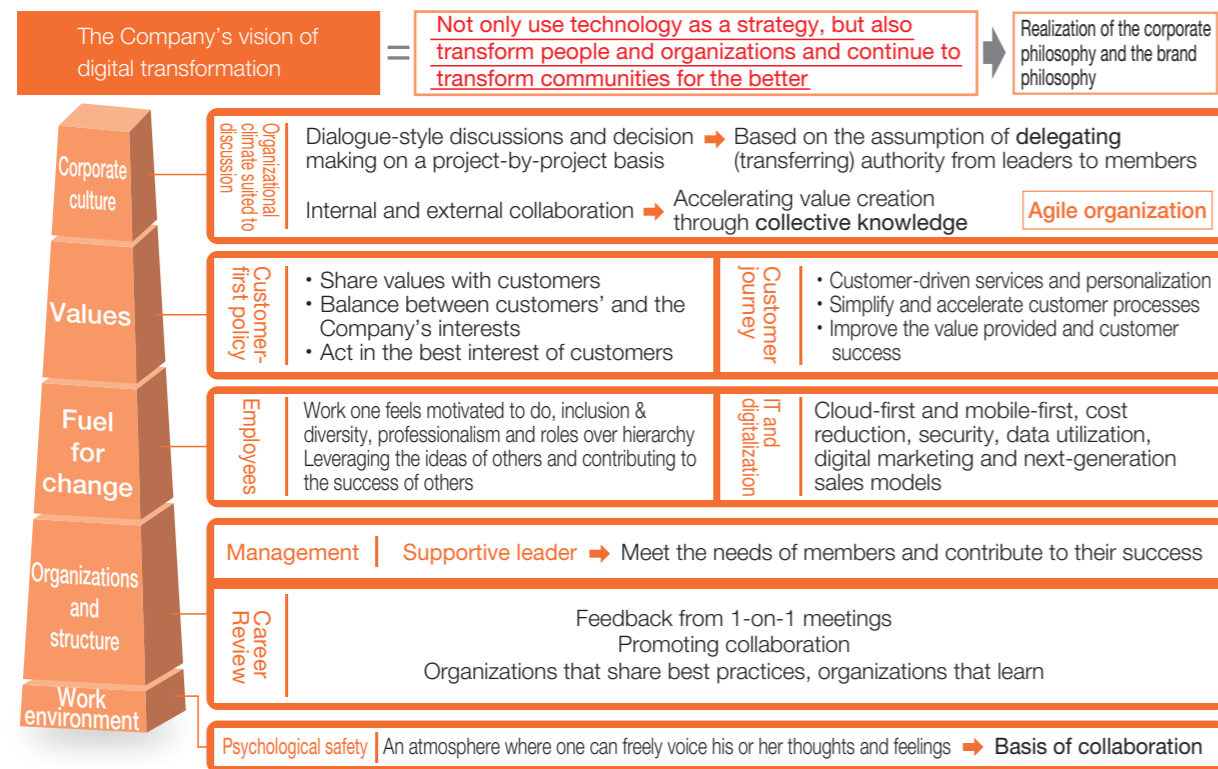 The Company's vision of
digital transformation
=
Not only use technology as a strategy, but also
transform people and organizations and continue to
transform communities for the better
Realization of the corporate
philosophy and the brand
philosophy
Corporate
culture
Organizational
climate suited to
discussion
Dialogue-style discussions and decision
making on a project-by-project basis
Based on the assumption of delegating
(transferring) authority from leaders to members
Internal and external collaboration
Accelerating value creation
through collective knowledge
Agile organization
Values
Customer-
first policy
• Share values with customers
• Balance between customers' and the
Company's interests
• Act in the best interest of customers
Customer
journey
• Customer-driven services and personalization
• Simplify and accelerate customer processes
• Improve the value provided and customer
success
Fuel
for
change
Employees
Work one feels motivated to do, inclusion &
diversity, professionalism and roles over hierarchy
Leveraging the ideas of others and contributing to
the success of others
IT and
digitalization
Cloud-first and mobile-first, cost
reduction, security, data utilization,
digital marketing and next-generation
sales models
Organizations
and
structure
Management
Supportive leader
Meet the needs of members and contribute to their success
Career
Review
Feedback from 1-on-1 meetings
Promoting collaboration
Organizations that share best practices, organizations that learn
Work
environment
Psychological safety
An atmosphere where one can freely voice his or her thoughts and feelings
Basis of collaboration